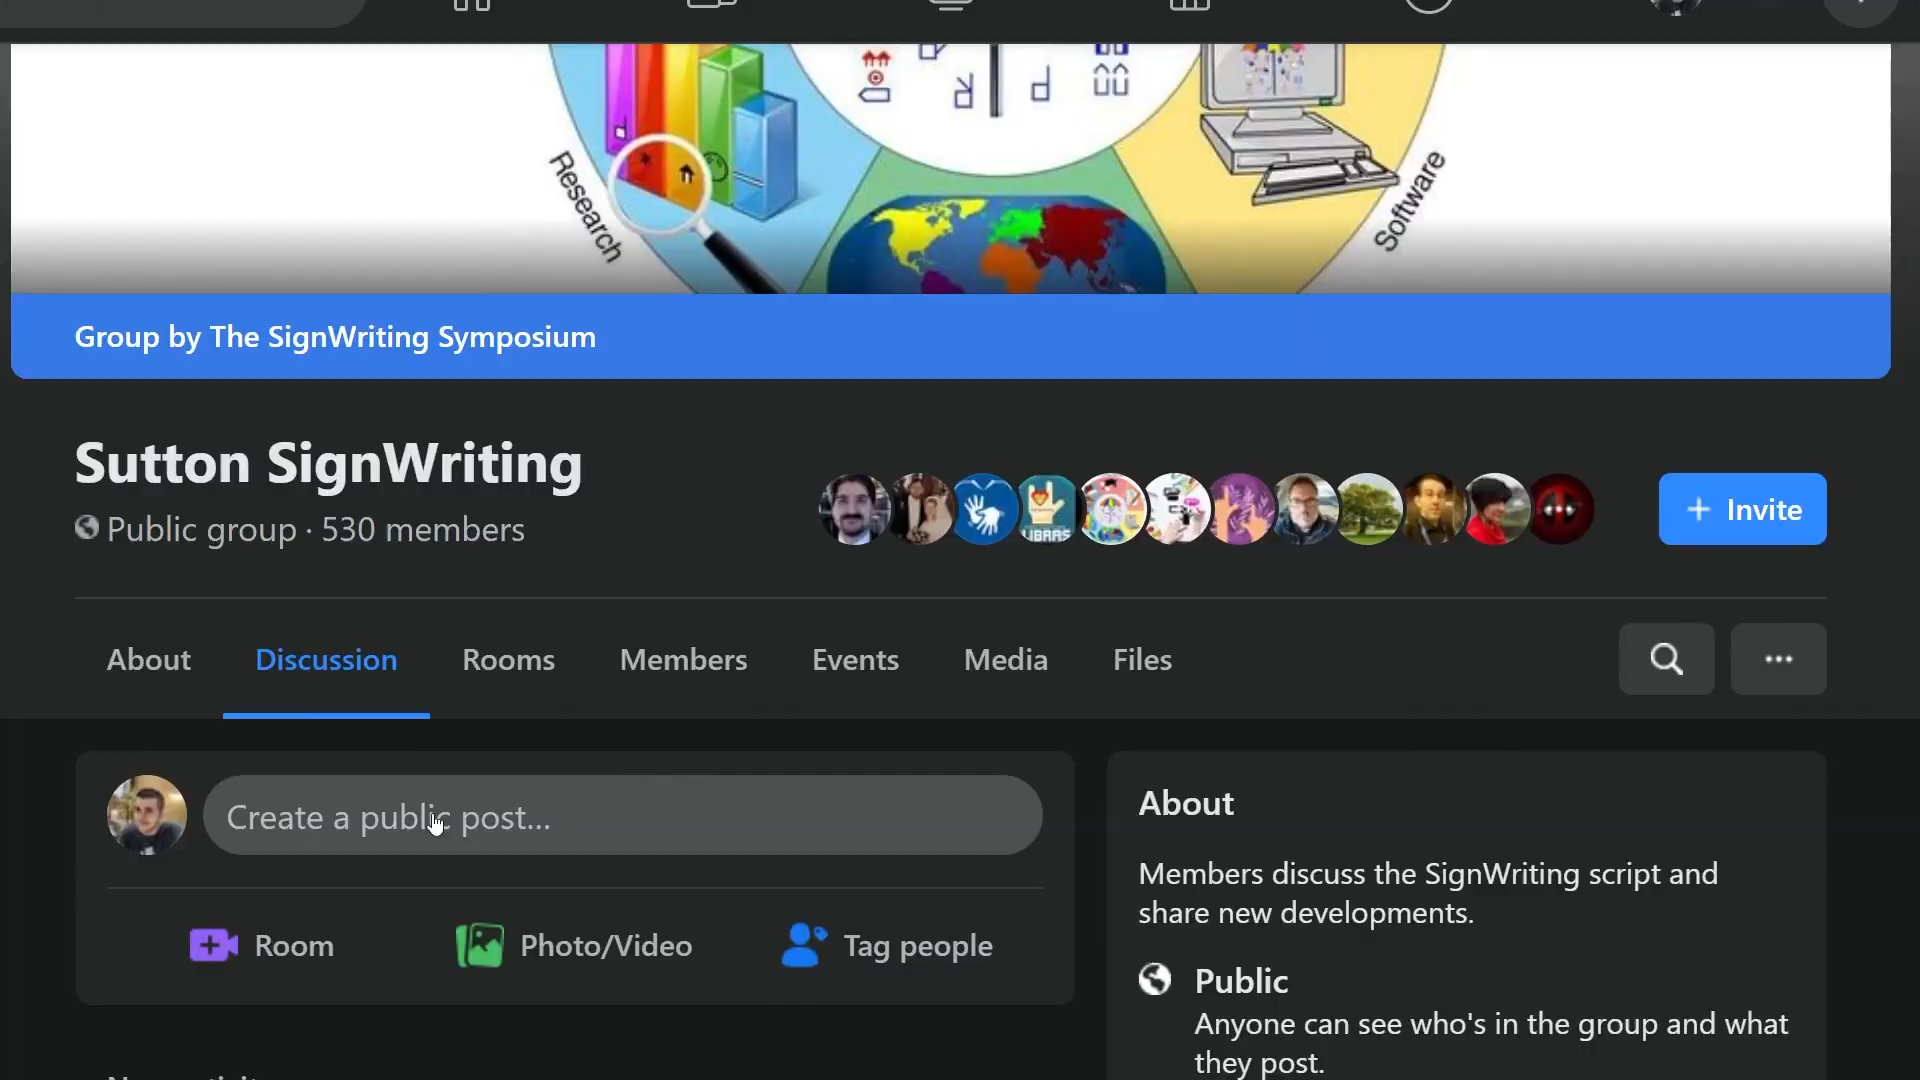 Research
Software
Group by The SignWriting Symposium
Sutton SignWriting
Public group · 530 members
LIBRAS
+ Invite
About
Discussion
Rooms
Members
Events
Media
Files
Create a public post...
Room
Photo/Video
Tag people
About
Members discuss the SignWriting script and
share new developments.
Public
Anyone can see who's in the group and what
they post.